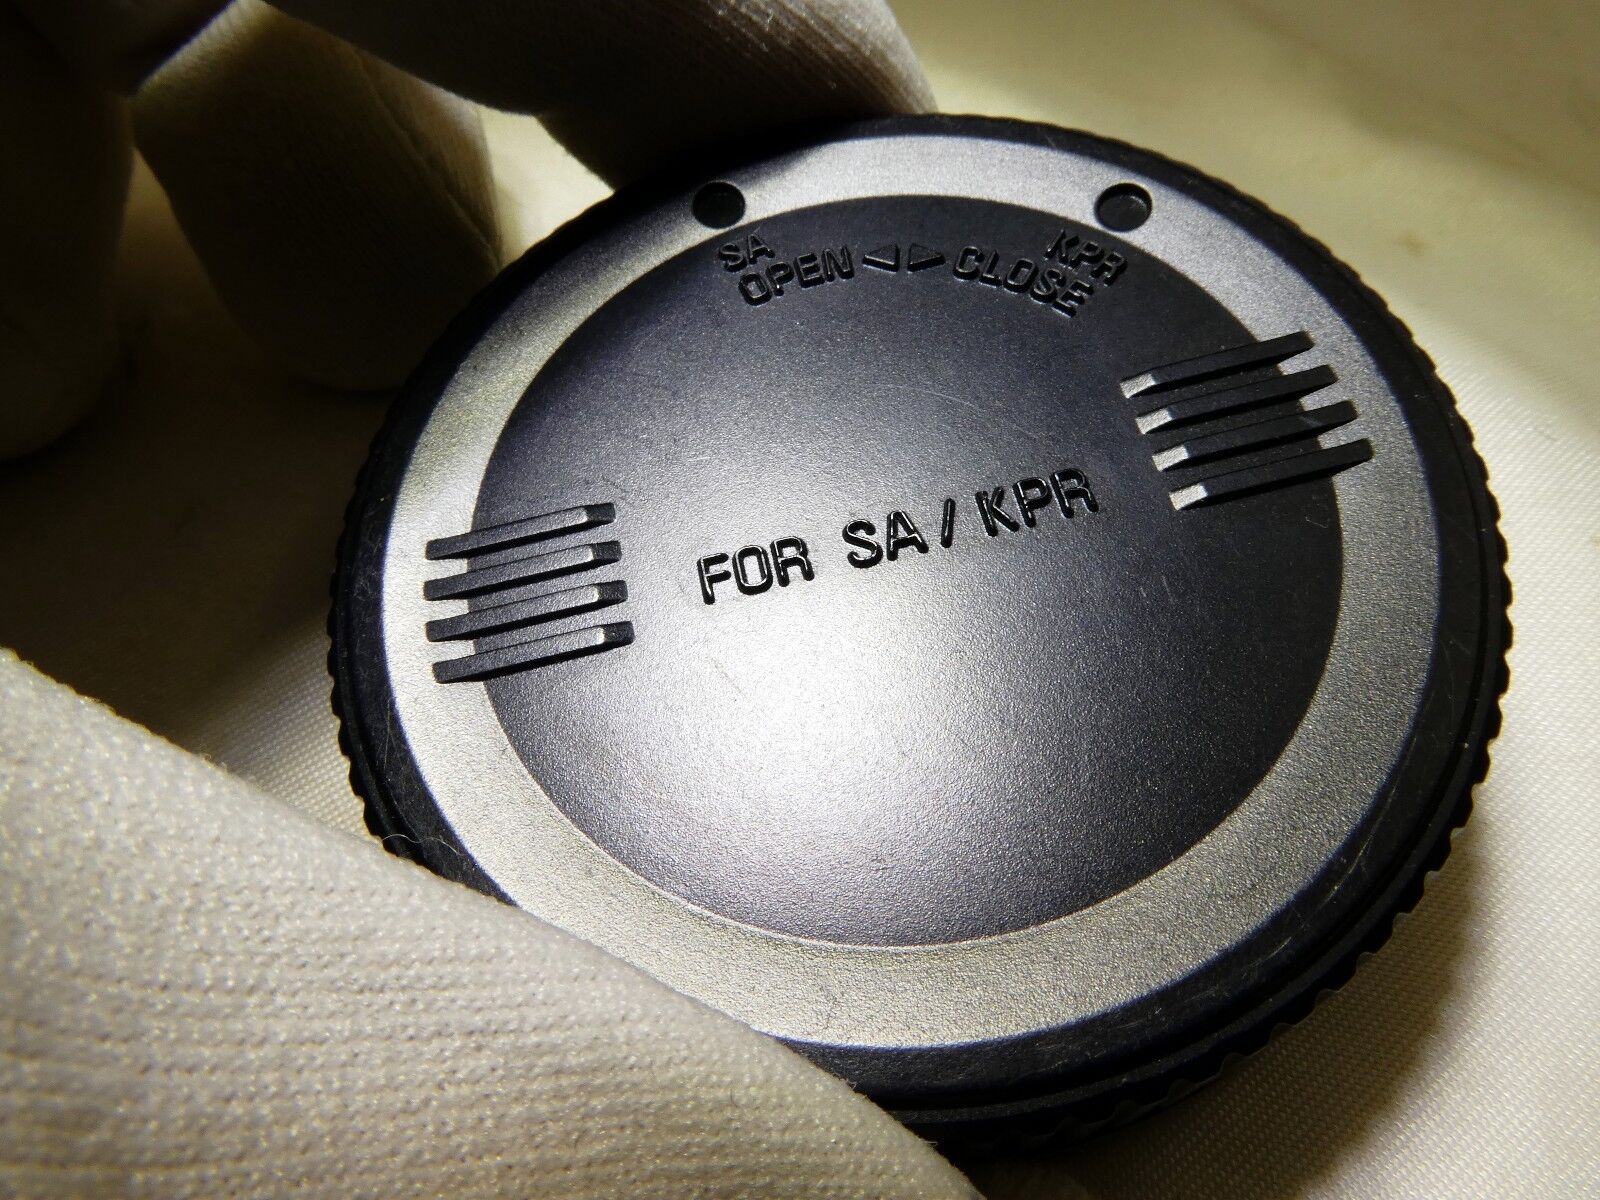 SA KPR
OPEN ◀ ▶ CLOSE
FOR SA / KPR